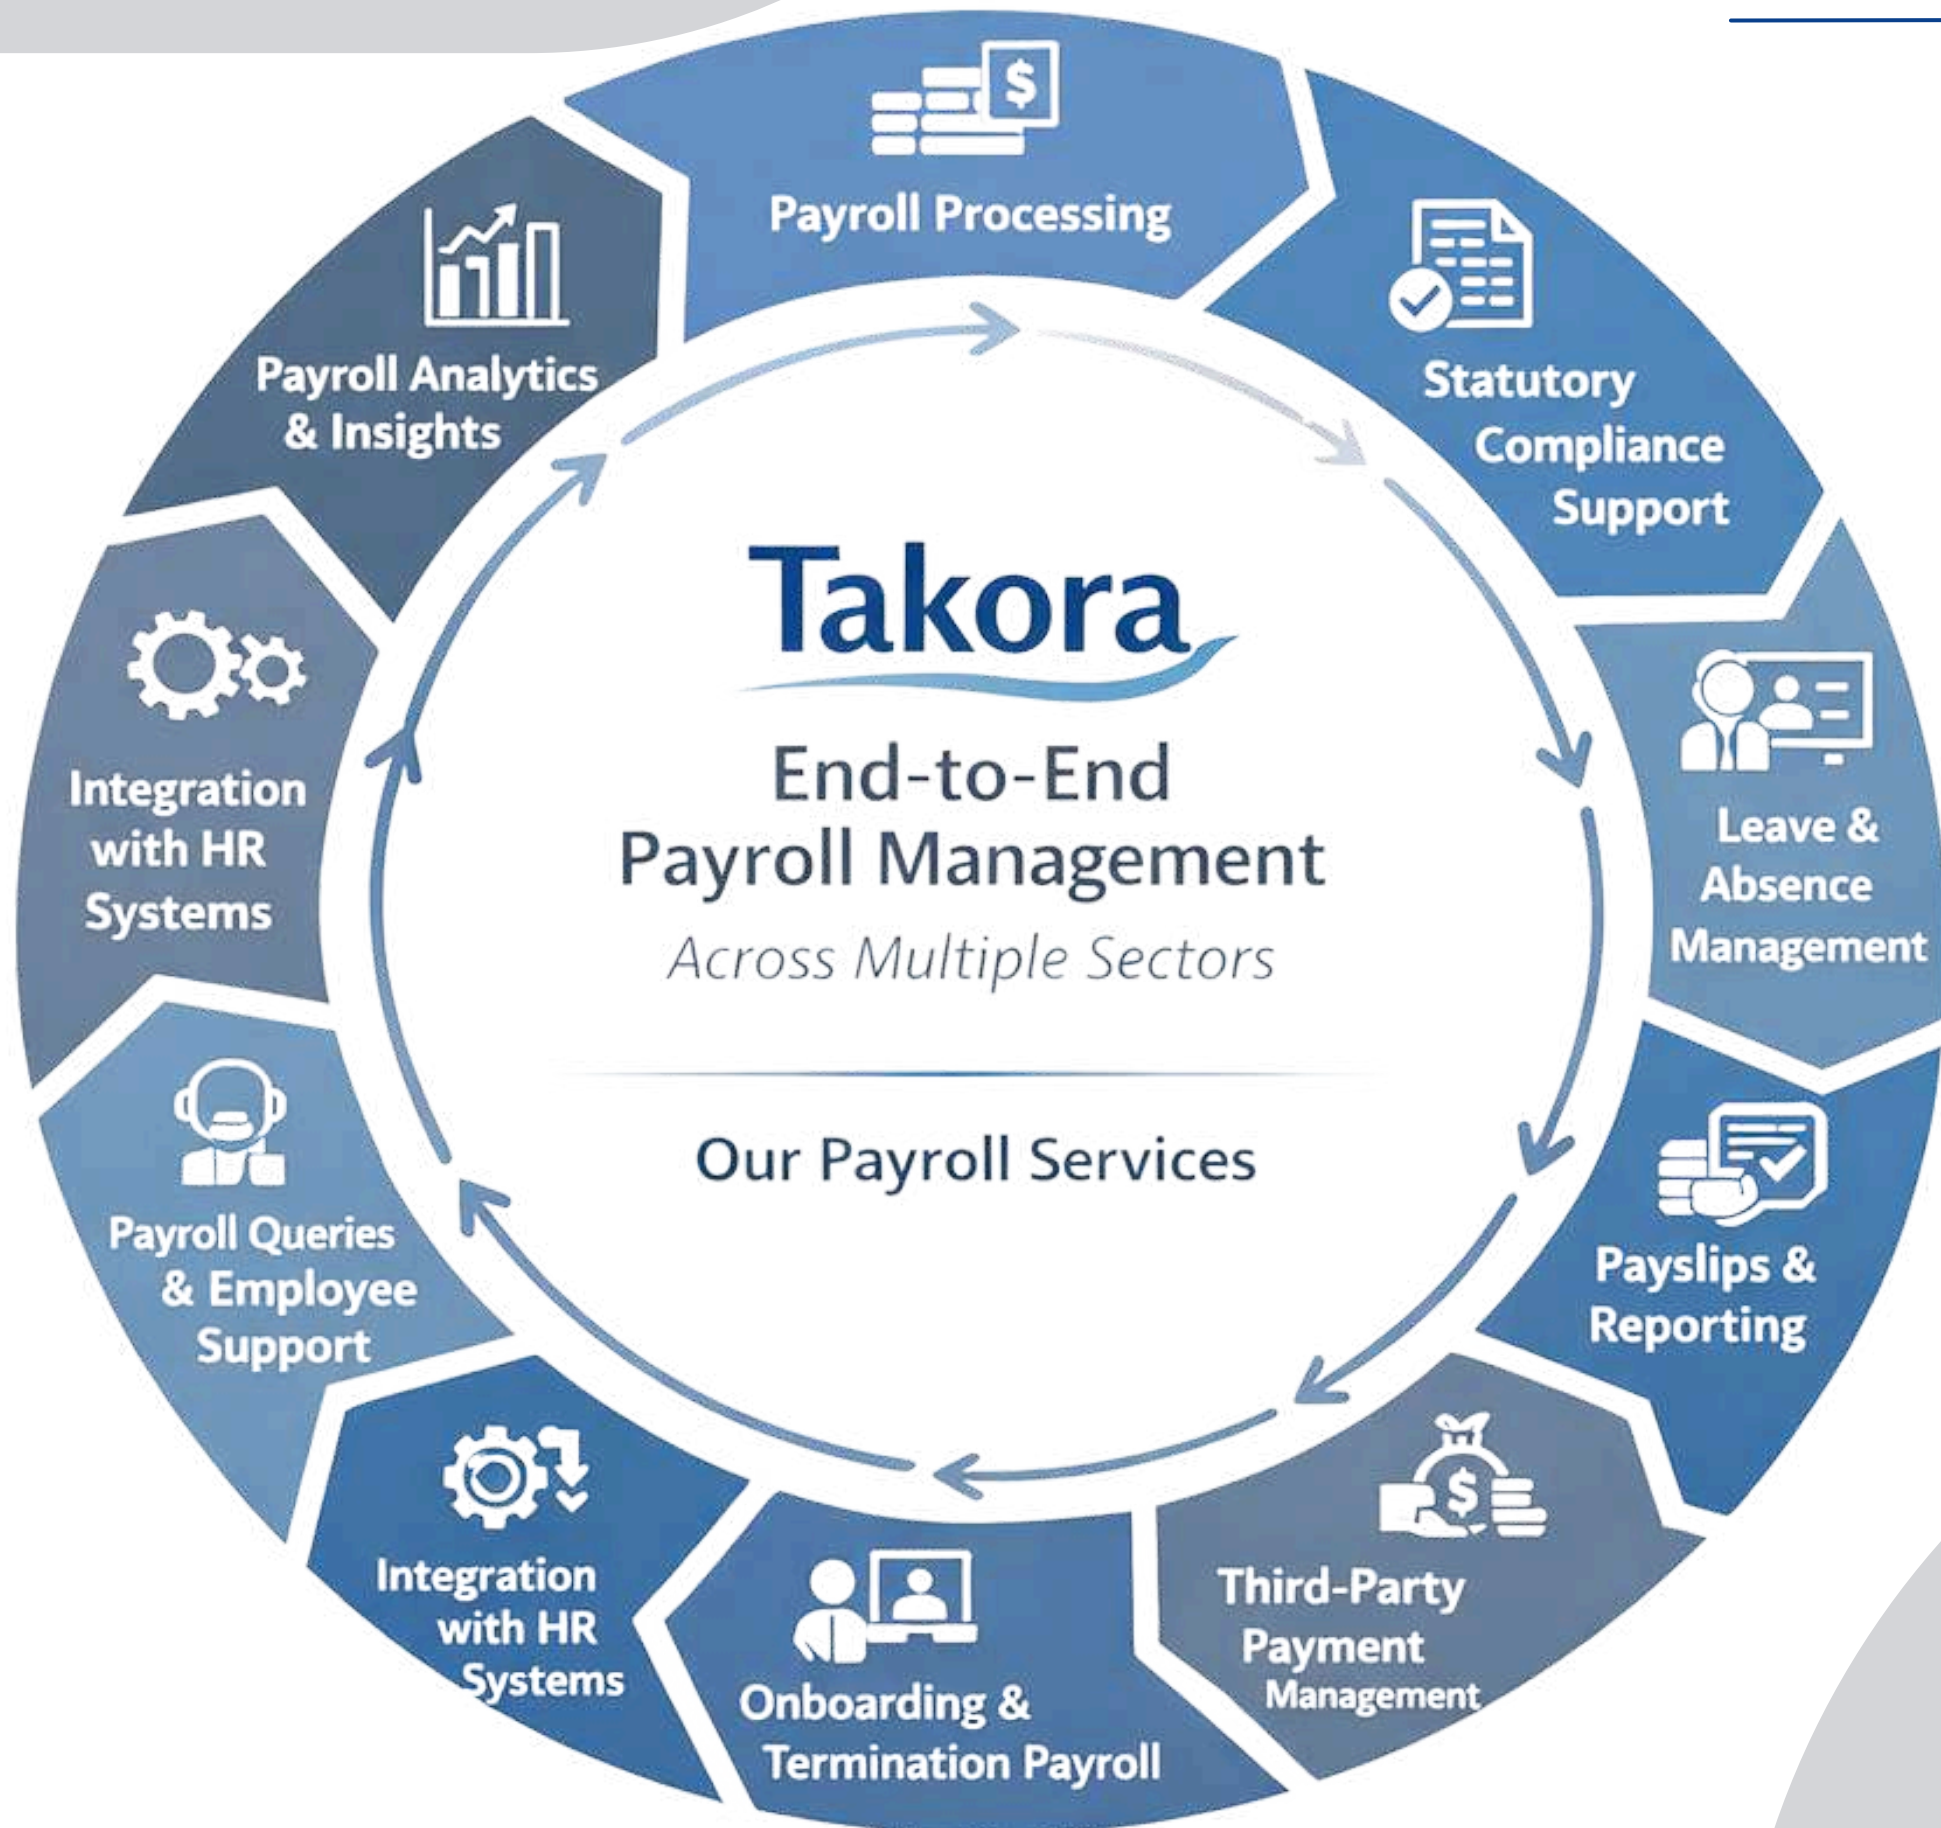 $
Payroll Processing
Statutory
Compliance
Support
Leave &
Absence
Management
Payslips &
Reporting
$
Third-Party
Payment
Management
Onboarding &
Termination Payroll
Integration
with HR
Systems
Payroll Queries
& Employee
Support
Integration
with HR
Systems
Payroll Analytics
& Insights
Takora
End-to-End
Payroll Management
Across Multiple Sectors
Our Payroll Services